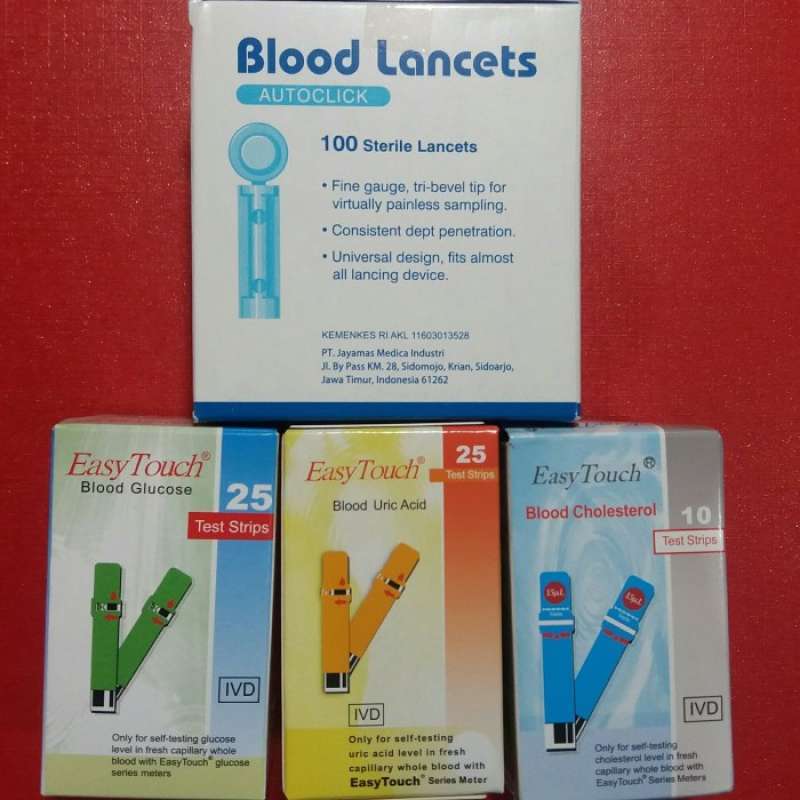 Blood Lancets
AUTOCLICK
100 Sterile Lancets
• Fine gauge, tri-bevel tip for
virtually painless sampling.
• Consistent dept penetration.
• Universal design, fits almost
all lancing device.
KEMENKES RI AKL 11603013528
PT. Jayamas Medica Industri
Jl. By Pass KM. 28, Sidomojo, Krian, Sidoarjo,
Jawa Timur, Indonesia 61262
EasyTouch®
Blood Glucose
25
Test Strips
IVD
Only for self-testing glucose
level in fresh capillary whole
blood with EasyTouch® glucose
series meters
EasyTouch®
25
Test Strips
Blood Uric Acid
IVD
Only for self-testing
uric acid level in fresh
capillary whole blood with
EasyTouch® Series Meter
EasyTouch®
Blood Cholesterol
10
Test Strips
15µL
15µL
IVD
Only for self-testing
cholesterol level in fresh
capillary whole blood with
EasyTouch® Series Meters